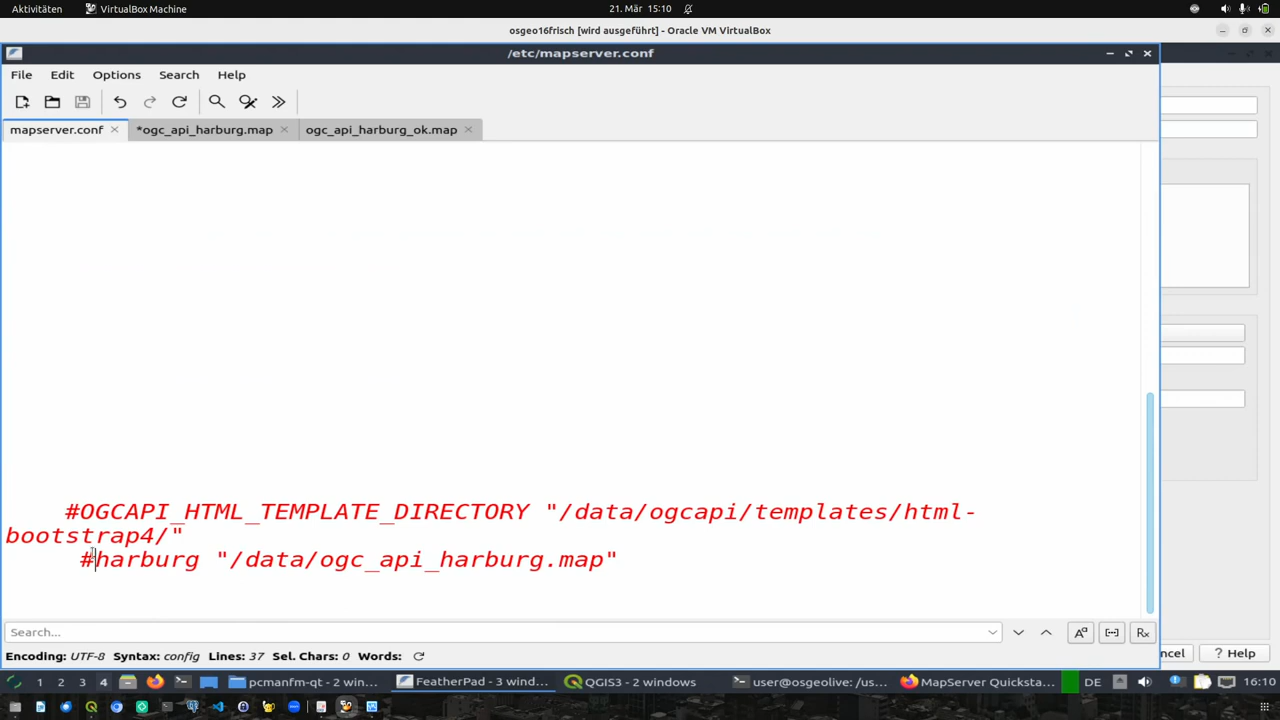 Aktivitäten
VirtualBox Machine
21. Mär 15:10
osgeo16frisch [wird ausgeführt] - Oracle VM VirtualBox
/etc/mapserver.conf
File Edit Options Search Help
mapserver.conf
*ogc_api_harburg.map
ogc_api_harburg_ok.map
#OGCAPI_HTML_TEMPLATE_DIRECTORY "/data/ogcapi/templates/html-
bootstrap4/"
#harburg "/data/ogc_api_harburg.map"
Search...
Encoding: UTF-8 Syntax: config Lines: 37 Sel. Chars: 0 Words:
ncel
? Help
1 2 3 4
pcmanfm-qt - 2 win...
FeatherPad - 3 wind...
QGIS3 - 2 windows
user@osgeolive: /us...
MapServer Quicksta...
DE
16:10